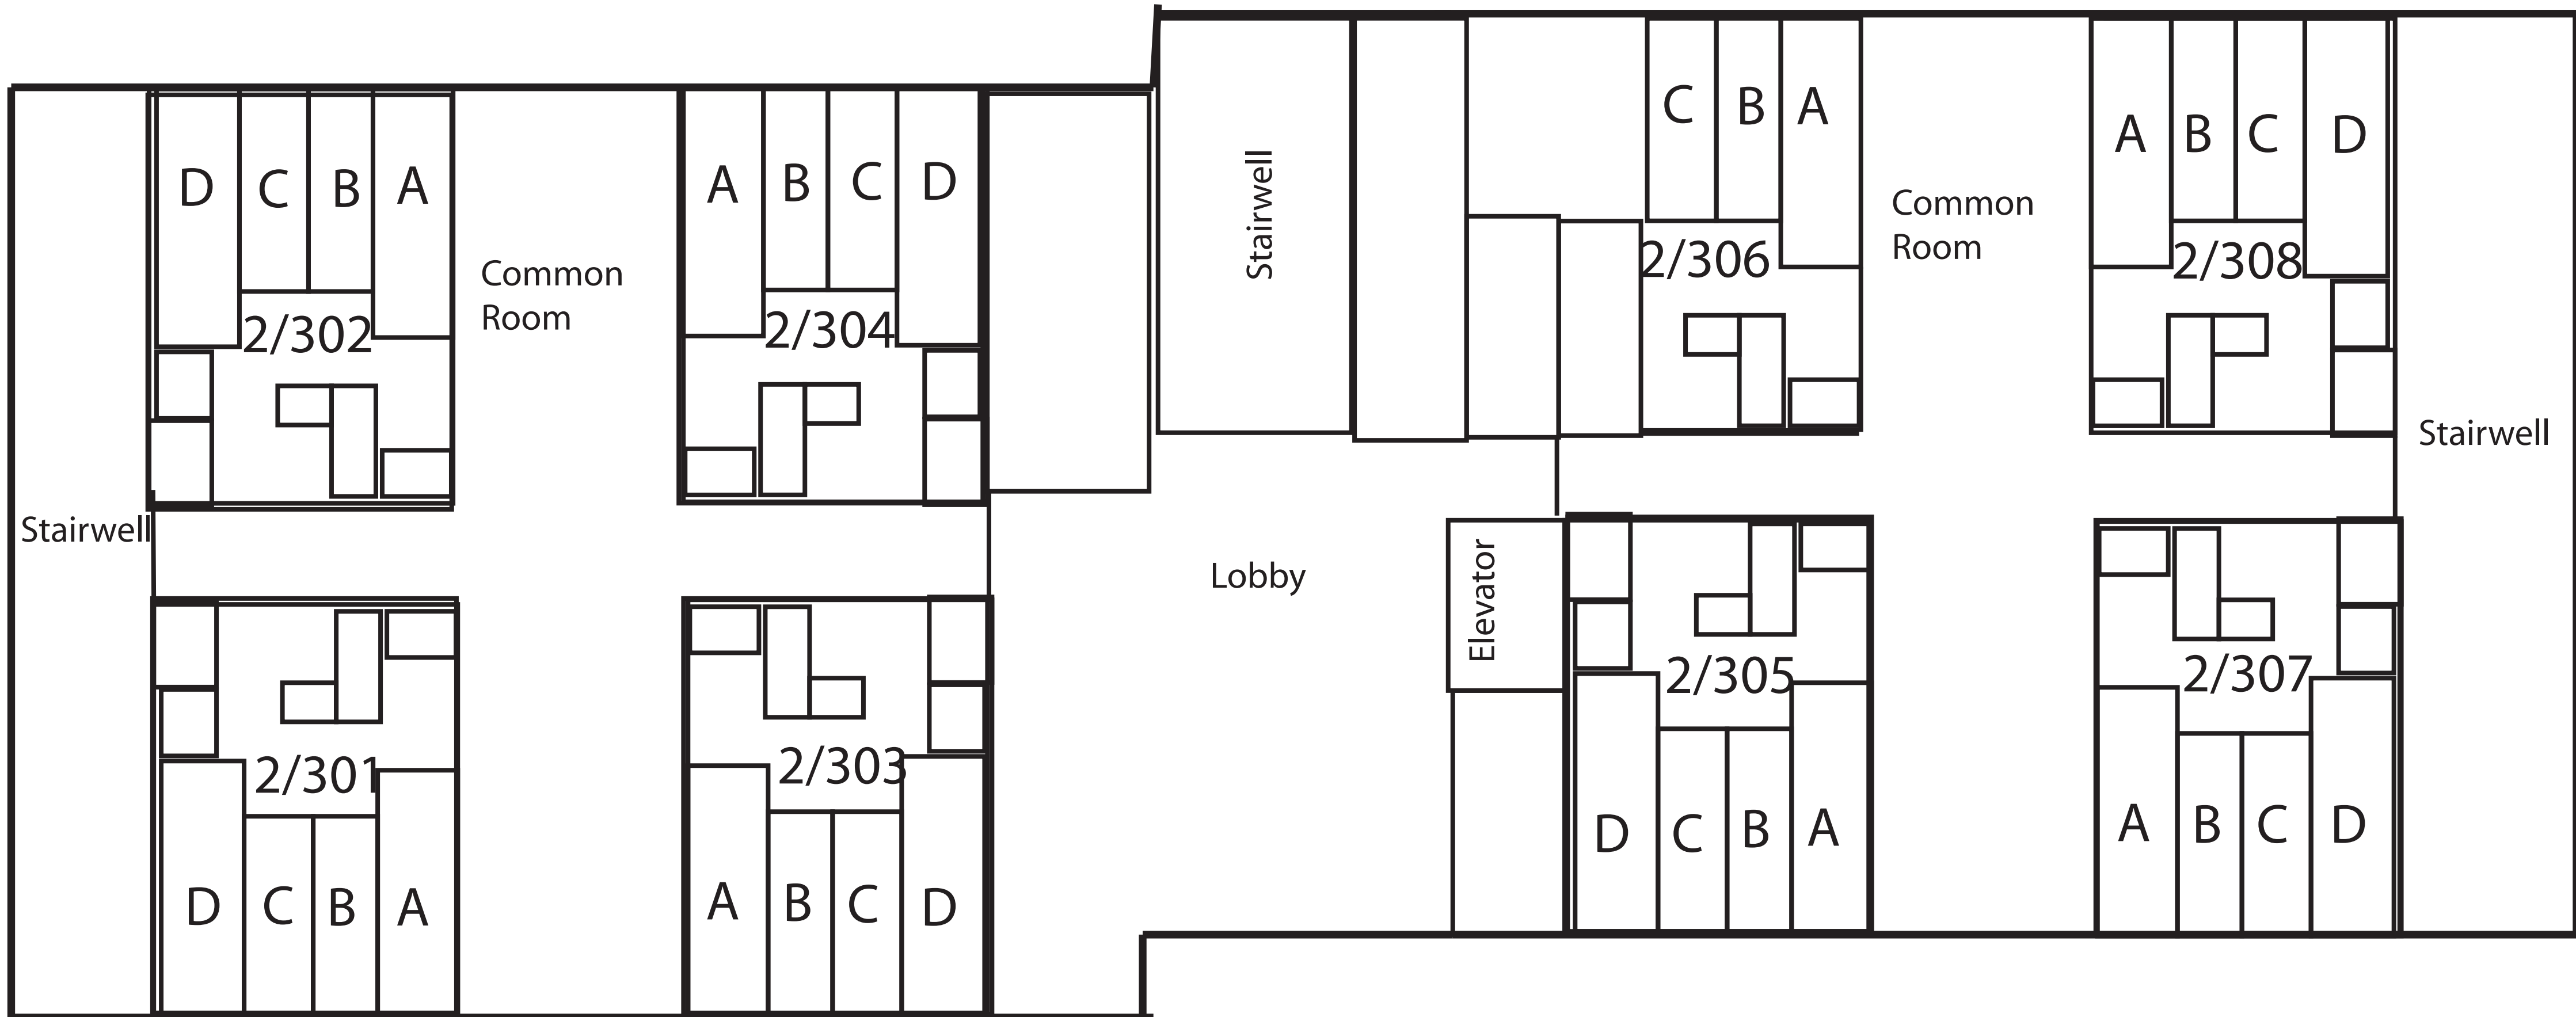 D C B A
2/302
Common
Room
A B C D
2/304
Stairwell
C B A
2/306
Common
Room
A B C D
2/308
Stairwell
Stairwell
Lobby
Elevator
2/301
D C B A
2/303
A B C D
2/305
D C B A
2/307
A B C D